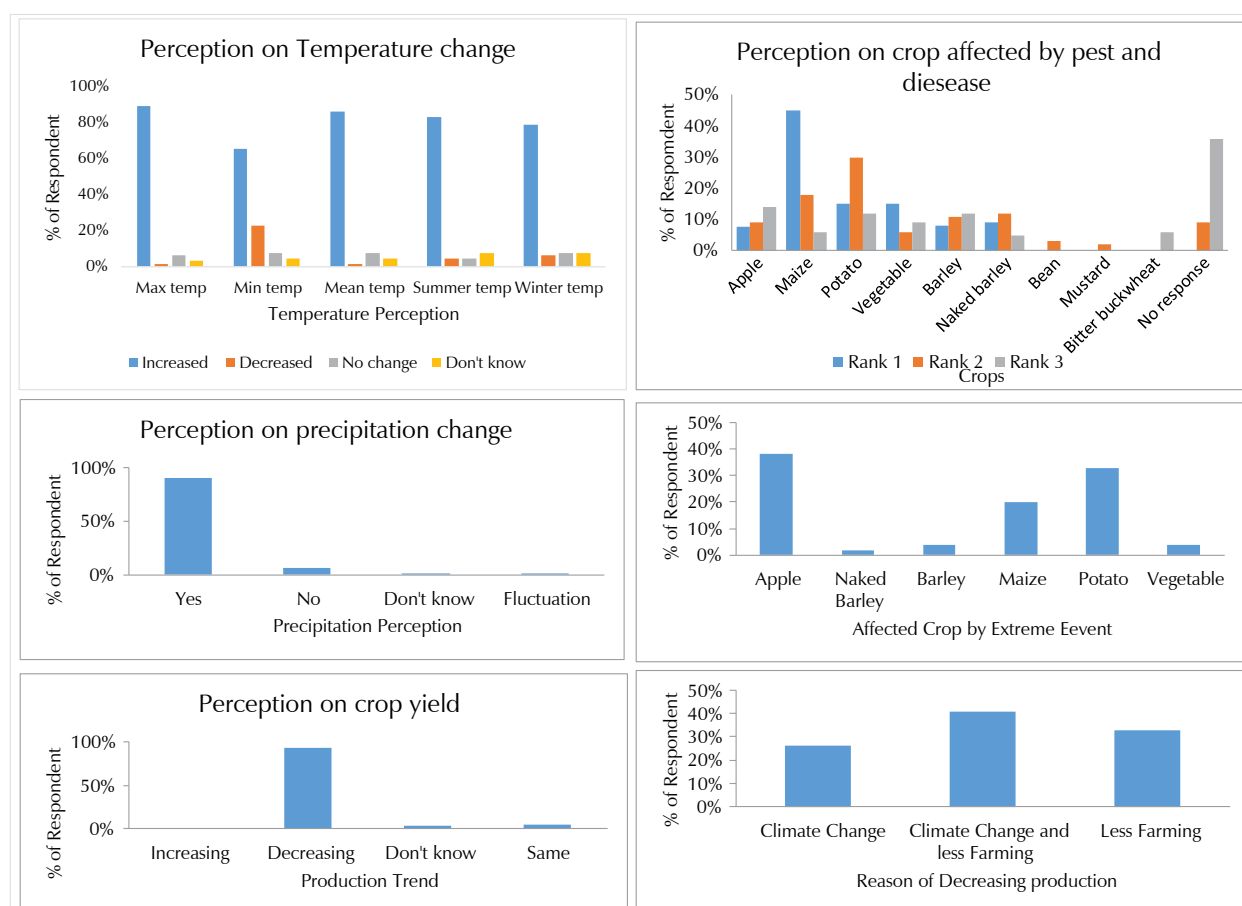 Perception on Temperature change
% of Respondent
100%
80%
60%
40%
20%
0%
Max temp
Min temp
Mean temp
Summer temp
Winter temp
Temperature Perception
Increased
Decreased
No change
Don't know
Perception on crop affected by pest and
diesease
% of Respomdent
50%
40%
30%
20%
10%
0%
Apple
Maize
Potato
Vegetable
Barley
Naked barley
Bean
Mustard
Bitter buckwheat
No response
Rank 1
Rank 2
Rank 3
Crops
Perception on precipitation change
% of Respondent
100%
50%
0%
Yes
No
Don't know
Fluctuation
Precipitation Perception
% of Respondent
50%
40%
30%
20%
10%
0%
Apple
Naked
Barley
Barley
Maize
Potato
Vegetable
Affected Crop by Extreme Eevent
Perception on crop yield
% of Respondent
100%
50%
0%
Increasing
Decreasing
Don't know
Same
Production Trend
% of Respondent
50%
40%
30%
20%
10%
0%
Climate Change
Climate Change and
less Farming
Less Farming
Reason of Decreasing production